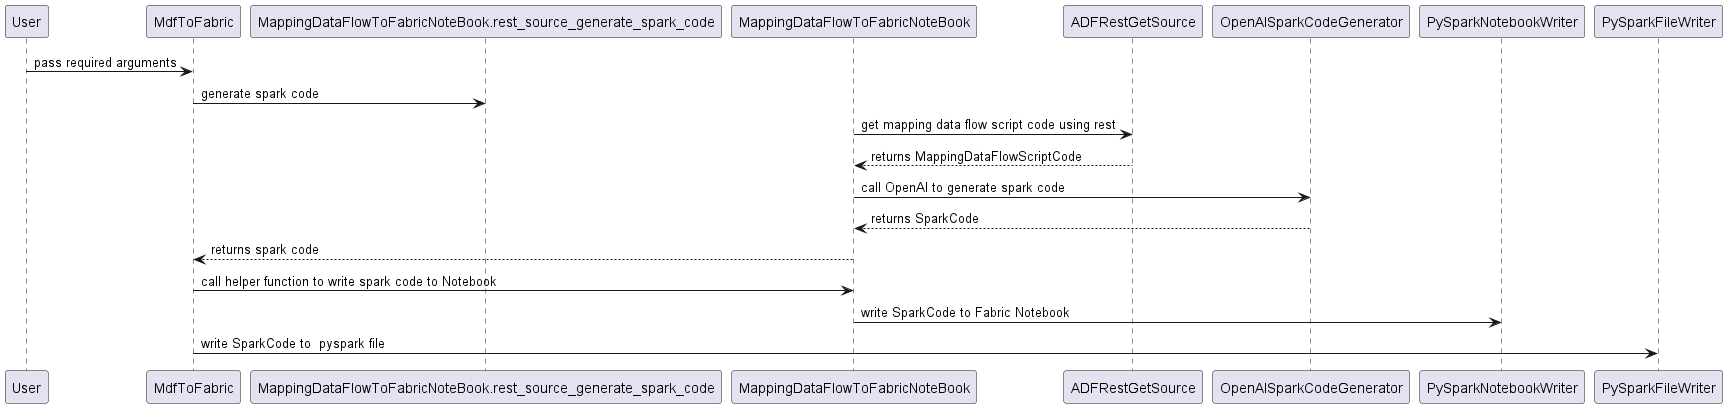 User
MdfToFabric
MappingDataFlowToFabricNoteBook.rest_source_generate_spark_code
MappingDataFlowToFabricNoteBook
ADFRestGetSource
OpenAISparkCodeGenerator
PySparkNotebookWriter
PySparkFileWriter
pass required arguments
generate spark code
get mapping data flow script code using rest
returns MappingDataFlowScriptCode
call OpenAI to generate spark code
returns SparkCode
returns spark code
call helper function to write spark code to Notebook
write SparkCode to Fabric Notebook
write SparkCode to  pyspark file
User
MdfToFabric
MappingDataFlowToFabricNoteBook.rest_source_generate_spark_code
MappingDataFlowToFabricNoteBook
ADFRestGetSource
OpenAISparkCodeGenerator
PySparkNotebookWriter
PySparkFileWriter